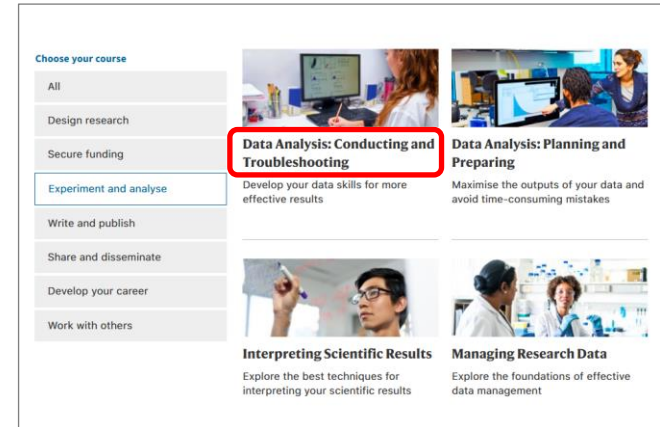 Choose your course
All
Design research
Secure funding
Experiment and analyse
Write and publish
Share and disseminate
Develop your career
Work with others
Data Analysis: Conducting and
Troubleshooting
Develop your data skills for more
effective results
Data Analysis: Planning and
Preparing
Maximise the outputs of your data and
avoid time-consuming mistakes
Interpreting Scientific Results
Explore the best techniques for
interpreting your scientific results
Managing Research Data
Explore the foundations of effective
data management